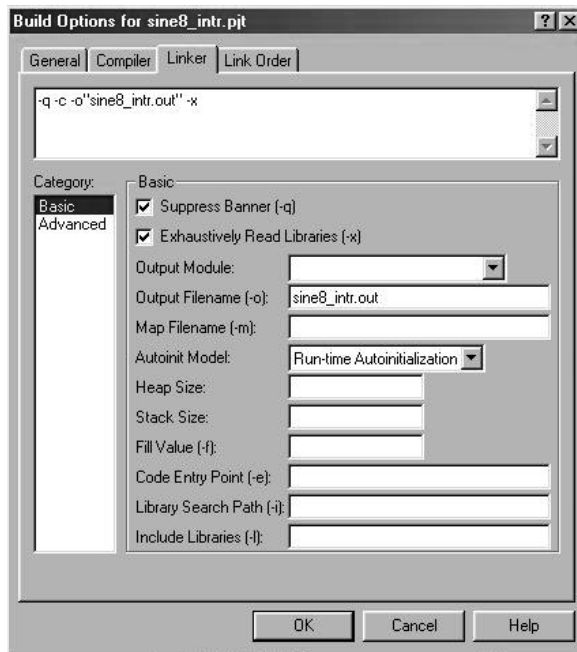 Build Options for sine8_intr.pjt
General Compiler Linker Link Order
-q -c -o"sine8_intr.out" -x
Category:
Basic
Advanced
Basic
Suppress Banner (-q)
Exhaustively Read Libraries (-x)
Output Module:
Output Filename (-o): sine8_intr.out
Map Filename (-m):
Autoinit Model: Run-time Autoinitialization
Heap Size:
Stack Size:
Fill Value (-f):
Code Entry Point (-e):
Library Search Path (-i):
Include Libraries (-l):
OK Cancel Help